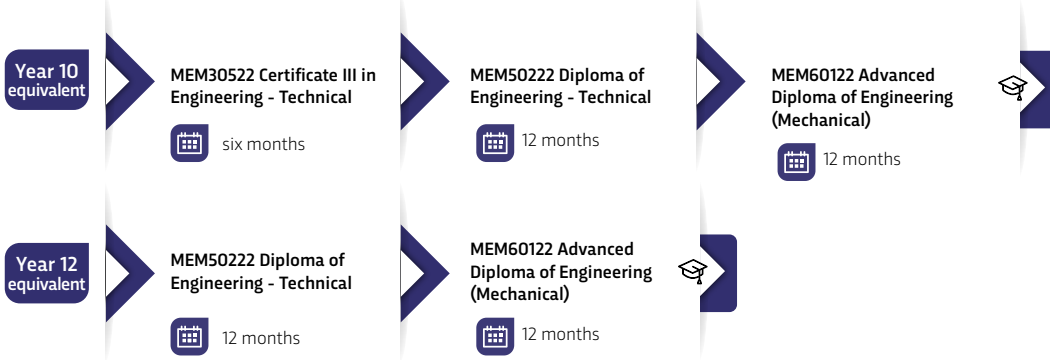 Year 10
equivalent
MEM30522 Certificate III in
Engineering - Technical
six months
MEM50222 Diploma of
Engineering - Technical
12 months
MEM60122 Advanced
Diploma of Engineering
(Mechanical)
12 months
Year 12
equivalent
MEM50222 Diploma of
Engineering - Technical
12 months
MEM60122 Advanced
Diploma of Engineering
(Mechanical)
12 months